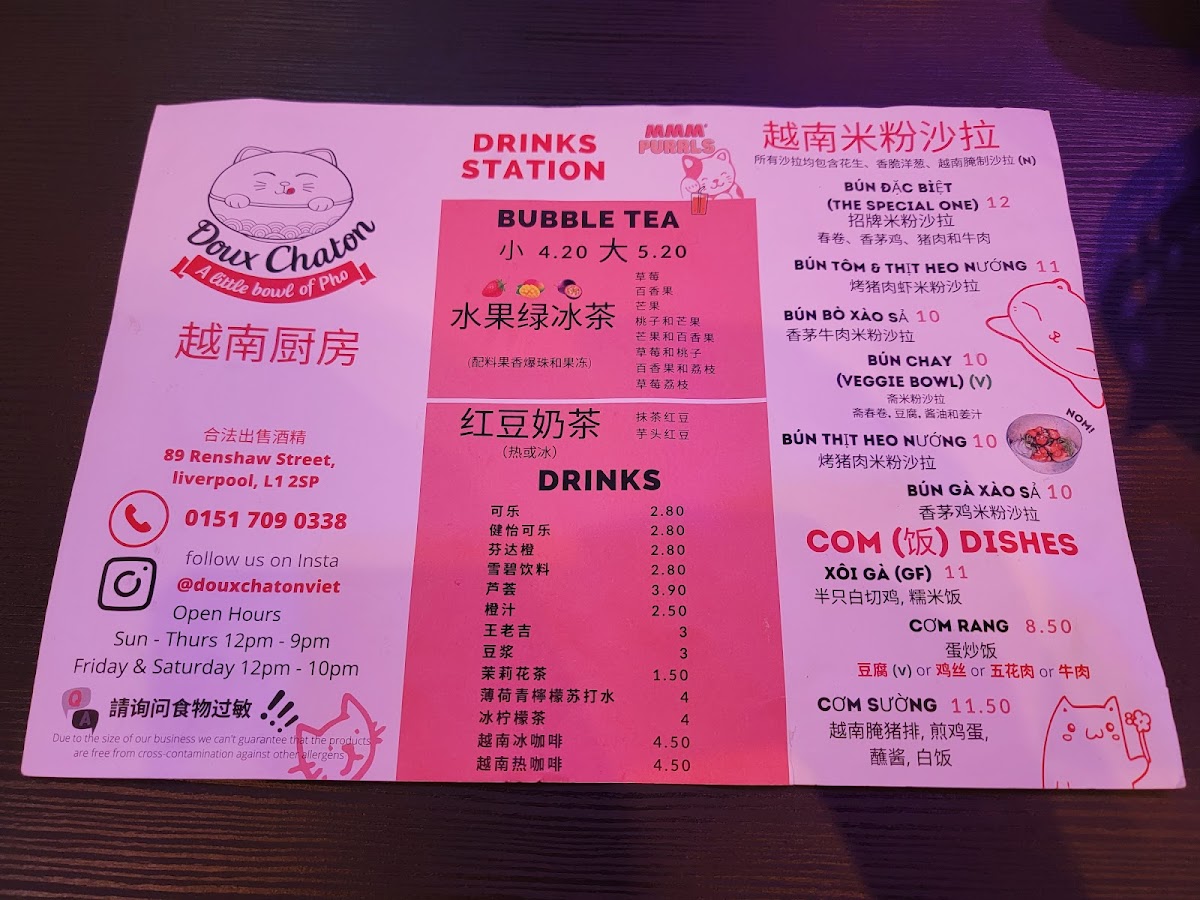 Doux Chaton
A little bowl of Pho
越南厨房
合法出售酒精
89 Renshaw Street,
liverpool, L1 2SP
0151 709 0338
follow us on Insta
@douxchatonviet
Open Hours
Sun - Thurs 12pm - 9pm
Friday & Saturday 12pm - 10pm
Q
A
請询问食物过敏
Due to the size of our business we can't guarantee that the products
are free from cross-contamination against other allergens
DRINKS
STATION
MMM'
PURRLS
BUBBLE TEA
小 4.20 大 5.20
水果绿冰茶
(配料果香爆珠和果冻)
草莓
百香果
芒果
桃子和芒果
芒果和百香果
草莓和桃子
百香果和荔枝
草莓荔枝
红豆奶茶
(热或冰)
抹茶红豆
芋头红豆
DRINKS
可乐 2.80
健怡可乐 2.80
芬达橙 2.80
雪碧饮料 2.80
芦荟 3.90
橙汁 2.50
王老吉 3
豆浆 3
茉莉花茶 1.50
薄荷青檸檬苏打水 4
冰柠檬茶 4
越南冰咖啡 4.50
越南热咖啡 4.50
越南米粉沙拉
所有沙拉均包含花生、香脆洋葱、越南腌制沙拉 (N)
BÚN ĐẶC BIỆT
(THE SPECIAL ONE) 12
招牌米粉沙拉
春卷、香茅鸡、猪肉和牛肉
BÚN TÔM & THỊT HEO NƯỚNG 11
烤猪肉虾米粉沙拉
BÚN BÒ XÀO SẢ 10
香茅牛肉米粉沙拉
BÚN CHAY 10
(VEGGIE BOWL) (V)
斋米粉沙拉
斋春卷, 豆腐, 酱油和姜汁
NOM!
BÚN THỊT HEO NƯỚNG 10
烤猪肉米粉沙拉
BÚN GÀ XÀO SẢ 10
香茅鸡米粉沙拉
COM (饭) DISHES
XÔI GÀ (GF) 11
半只白切鸡, 糯米饭
CƠM RANG 8.50
蛋炒饭
豆腐 (v) or 鸡丝 or 五花肉 or 牛肉
CƠM SƯỜNG 11.50
越南腌猪排, 煎鸡蛋,
蘸酱, 白饭